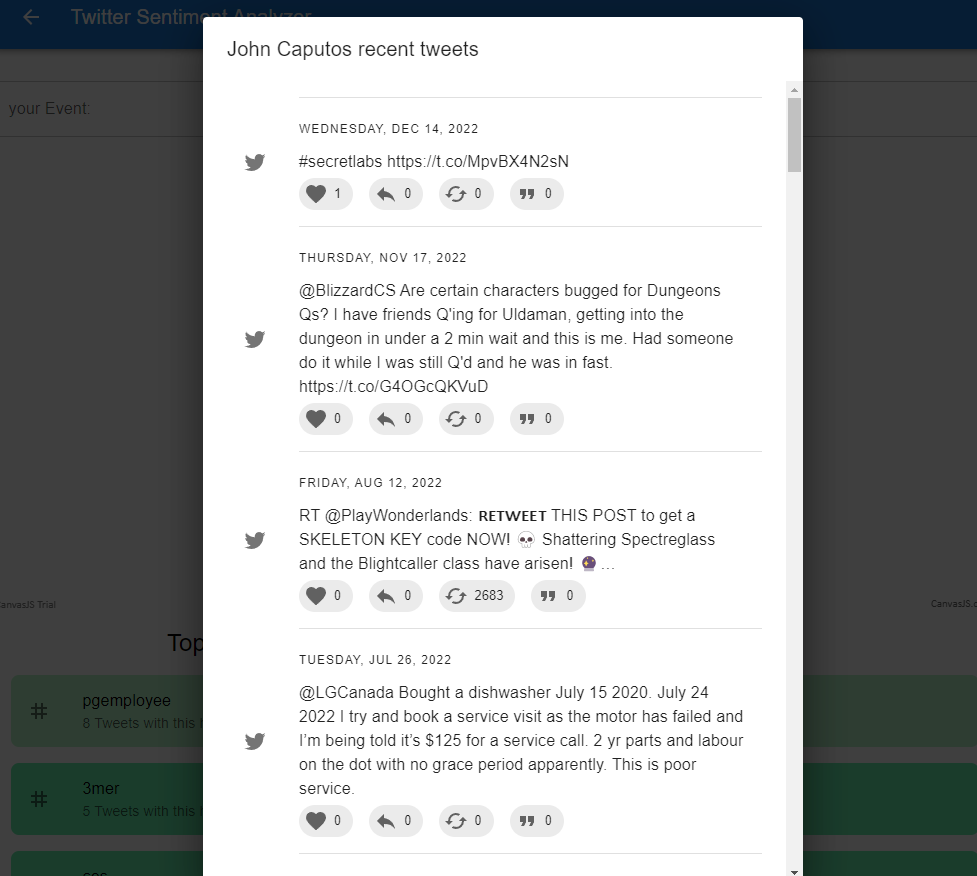 Twitter Sentiment Analyzer
John Caputos recent tweets
your Event:
WEDNESDAY, DEC 14, 2022
#secretlabs https://t.co/MpvBX4N2sN
1 0 0 0
THURSDAY, NOV 17, 2022
@BlizzardCS Are certain characters bugged for Dungeons
Qs? I have friends Q'ing for Uldaman, getting into the
dungeon in under a 2 min wait and this is me. Had someone
do it while I was still Q'd and he was in fast.
https://t.co/G4OGcQKVuD
0 0 0 0
FRIDAY, AUG 12, 2022
RT @PlayWonderlands: 𝗥𝗘𝗧𝗪𝗘𝗘𝗧 THIS POST to get a
SKELETON KEY code NOW! 💀 Shattering Spectreglass
and the Blightcaller class have arisen! 🔮 …
0 0 2683 0
TUESDAY, JUL 26, 2022
@LGCanada Bought a dishwasher July 15 2020. July 24
2022 I try and book a service visit as the motor has failed and
I’m being told it’s $125 for a service call. 2 yr parts and labour
on the dot with no grace period apparently. This is poor
service.
0 0 0 0
anvasJS Trial
CanvasJS.c
Top
pgemployee
8 Tweets with this
3mer
5 Tweets with this